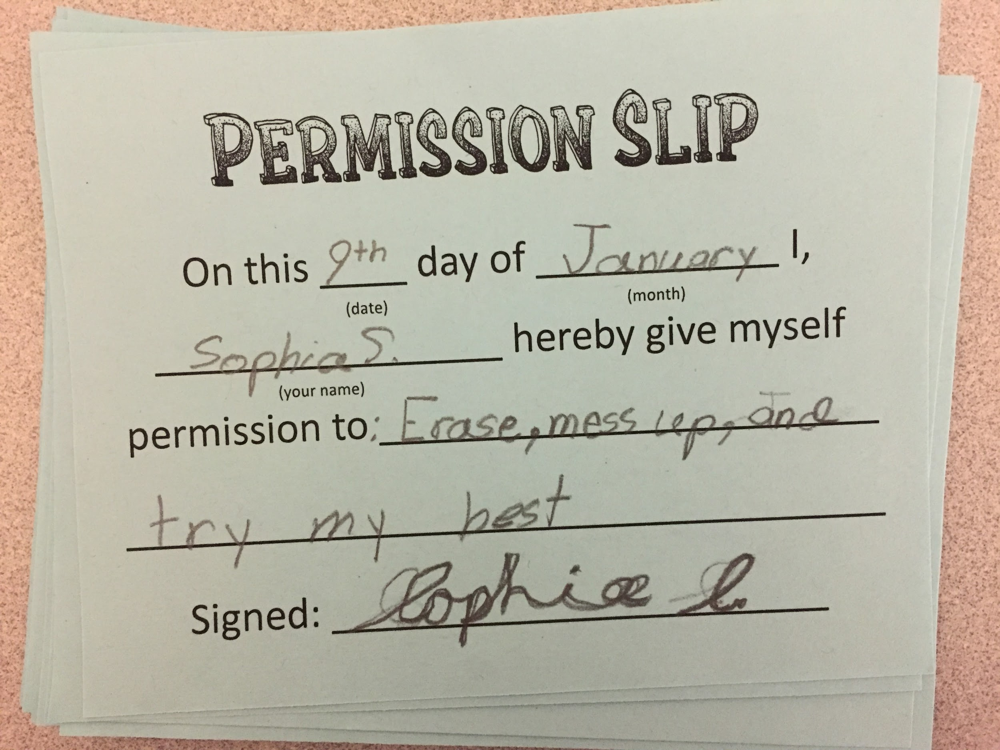 PERMISSION SLIP
On this 9th day of January I,
(date) (month)
Sophia S. hereby give myself
(your name)
permission to: Erase, mess up, and
try my best
Signed: Sophia S.